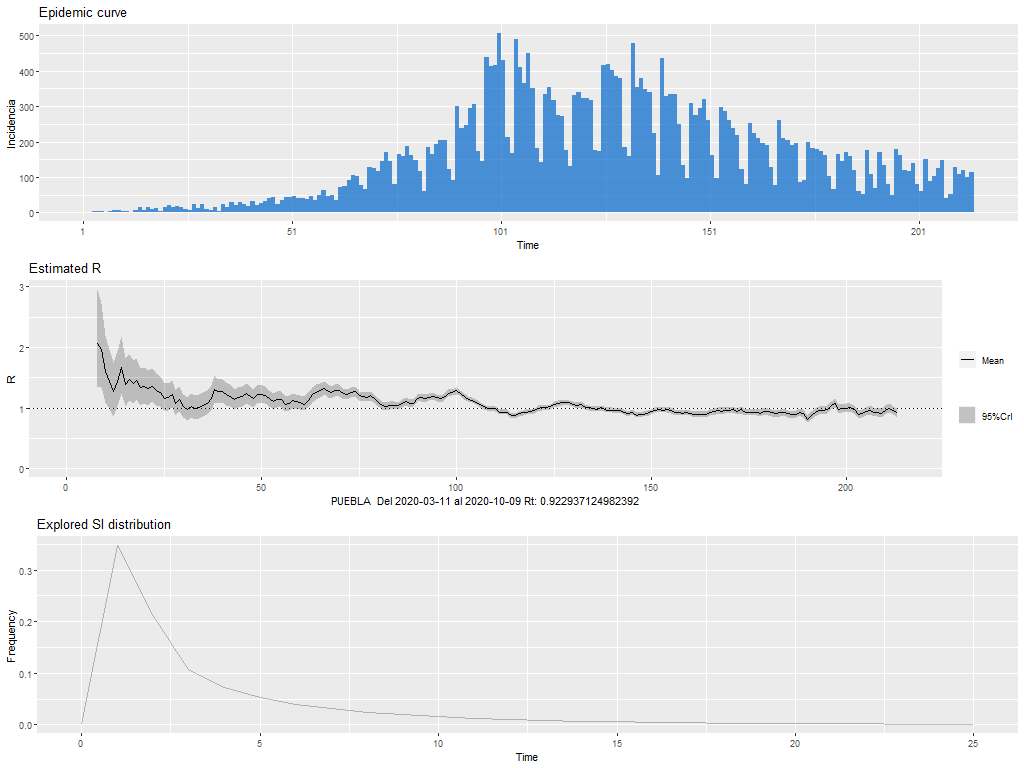 Epidemic curve
500
400
300
200
100
0
Incidencia
1
51
101
151
201
Time
Estimated R
3
2
1
0
R
0
50
100
150
200
PUEBLA Del 2020-03-11 al 2020-10-09 Rt: 0.922937124982392
Mean
95%CrI
Explored SI distribution
0.3
0.2
0.1
0.0
Frequency
0
5
10
15
20
25
Time